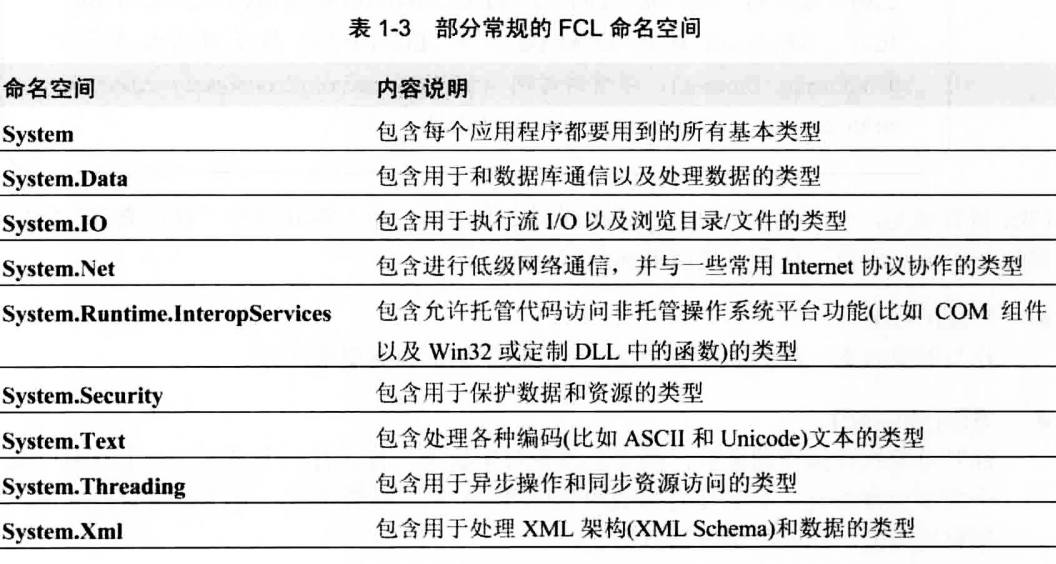 表 1-3 部分常规的 FCL 命名空间
命名空间 内容说明
System 包含每个应用程序都要用到的所有基本类型
System.Data 包含用于和数据库通信以及处理数据的类型
System.IO 包含用于执行流 I/O 以及浏览目录/文件的类型
System.Net 包含进行低级网络通信，并与一些常用 Internet 协议协作的类型
System.Runtime.InteropServices 包含允许托管代码访问非托管操作系统平台功能(比如 COM 组件
以及 Win32 或定制 DLL 中的函数)的类型
System.Security 包含用于保护数据和资源的类型
System.Text 包含处理各种编码(比如 ASCII 和 Unicode)文本的类型
System.Threading 包含用于异步操作和同步资源访问的类型
System.Xml 包含用于处理 XML 架构(XML Schema)和数据的类型